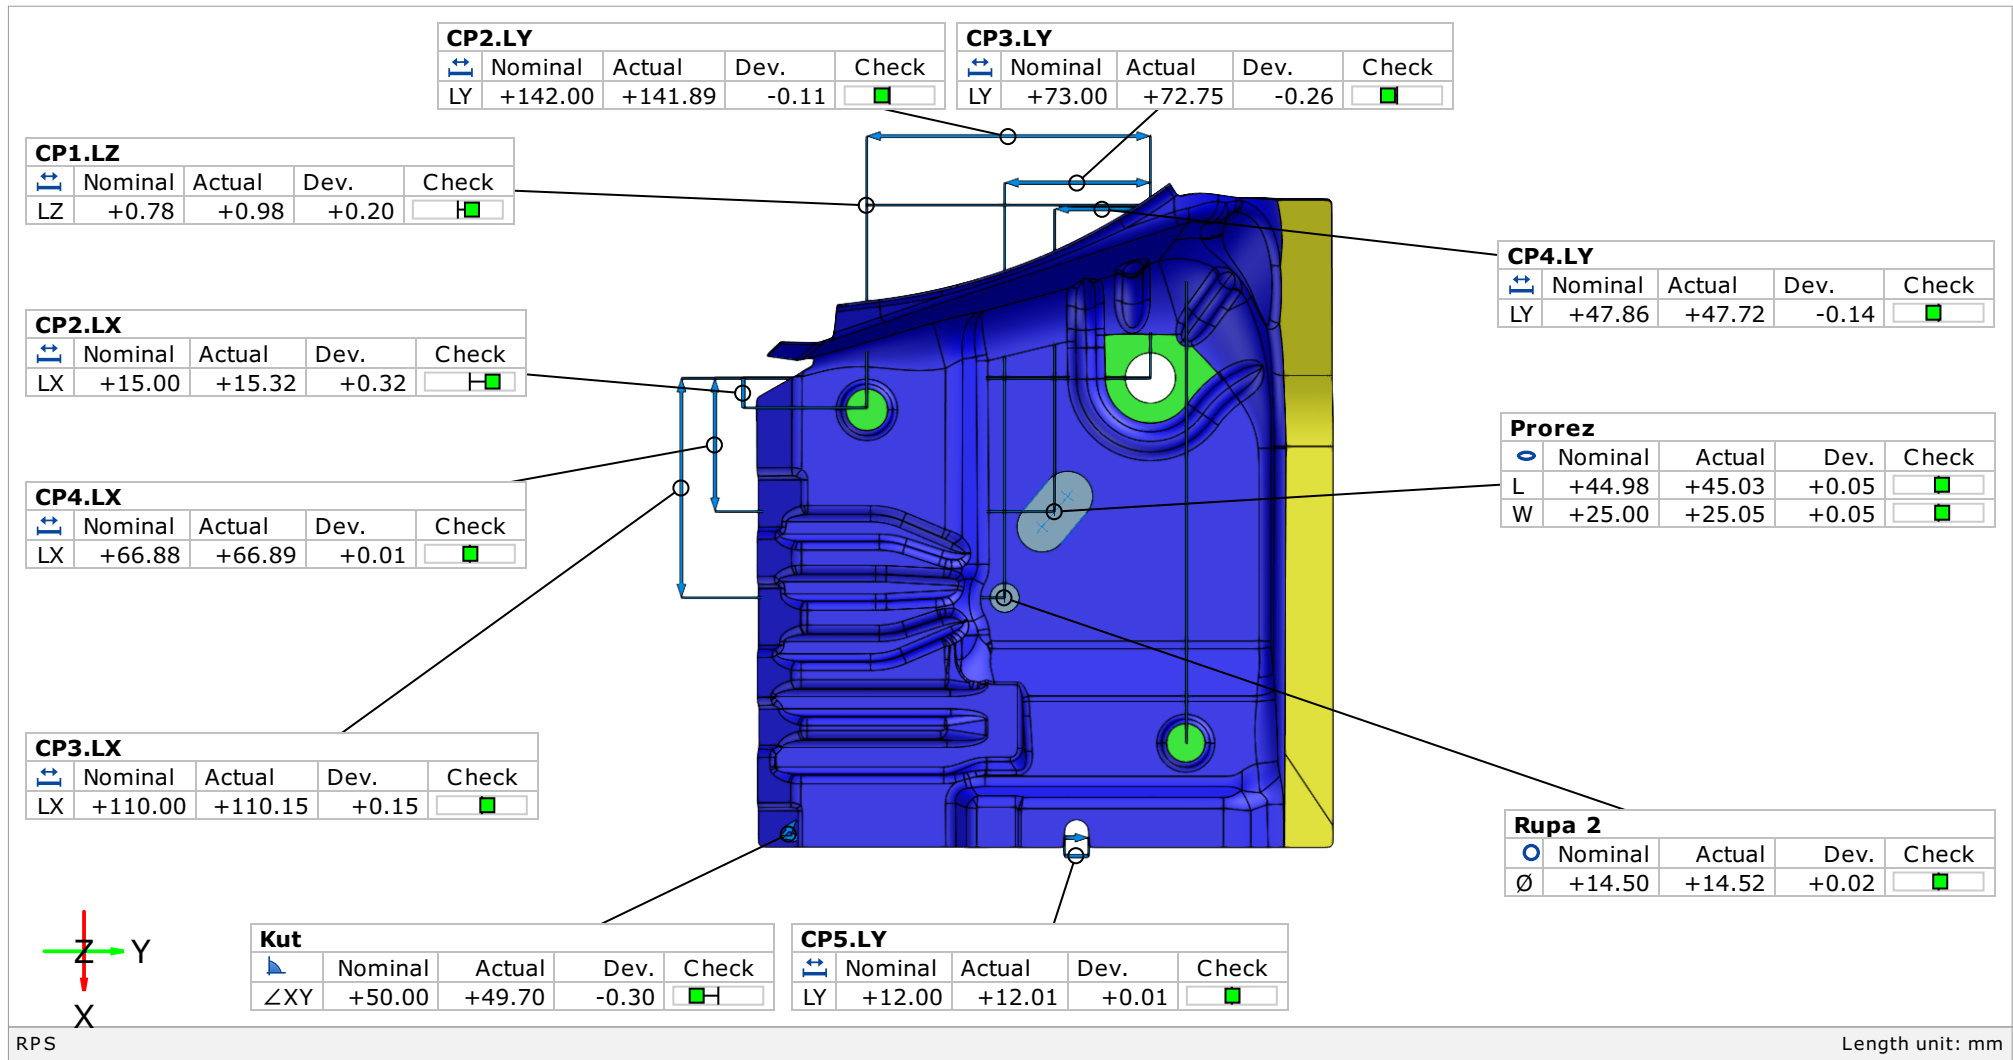 CP2.LY
Nominal Actual Dev. Check
LY +142.00 +141.89 -0.11
CP3.LY
Nominal Actual Dev. Check
LY +73.00 +72.75 -0.26
CP1.LZ
Nominal Actual Dev. Check
LZ +0.78 +0.98 +0.20
CP4.LY
Nominal Actual Dev. Check
LY +47.86 +47.72 -0.14
CP2.LX
Nominal Actual Dev. Check
LX +15.00 +15.32 +0.32
Prorez
Nominal Actual Dev. Check
L +44.98 +45.03 +0.05
W +25.00 +25.05 +0.05
CP4.LX
Nominal Actual Dev. Check
LX +66.88 +66.89 +0.01
CP3.LX
Nominal Actual Dev. Check
LX +110.00 +110.15 +0.15
Rupa 2
Nominal Actual Dev. Check
Ø +14.50 +14.52 +0.02
Kut
Nominal Actual Dev. Check
∠XY +50.00 +49.70 -0.30
CP5.LY
Nominal Actual Dev. Check
LY +12.00 +12.01 +0.01
Z Y
X
RPS
Length unit: mm